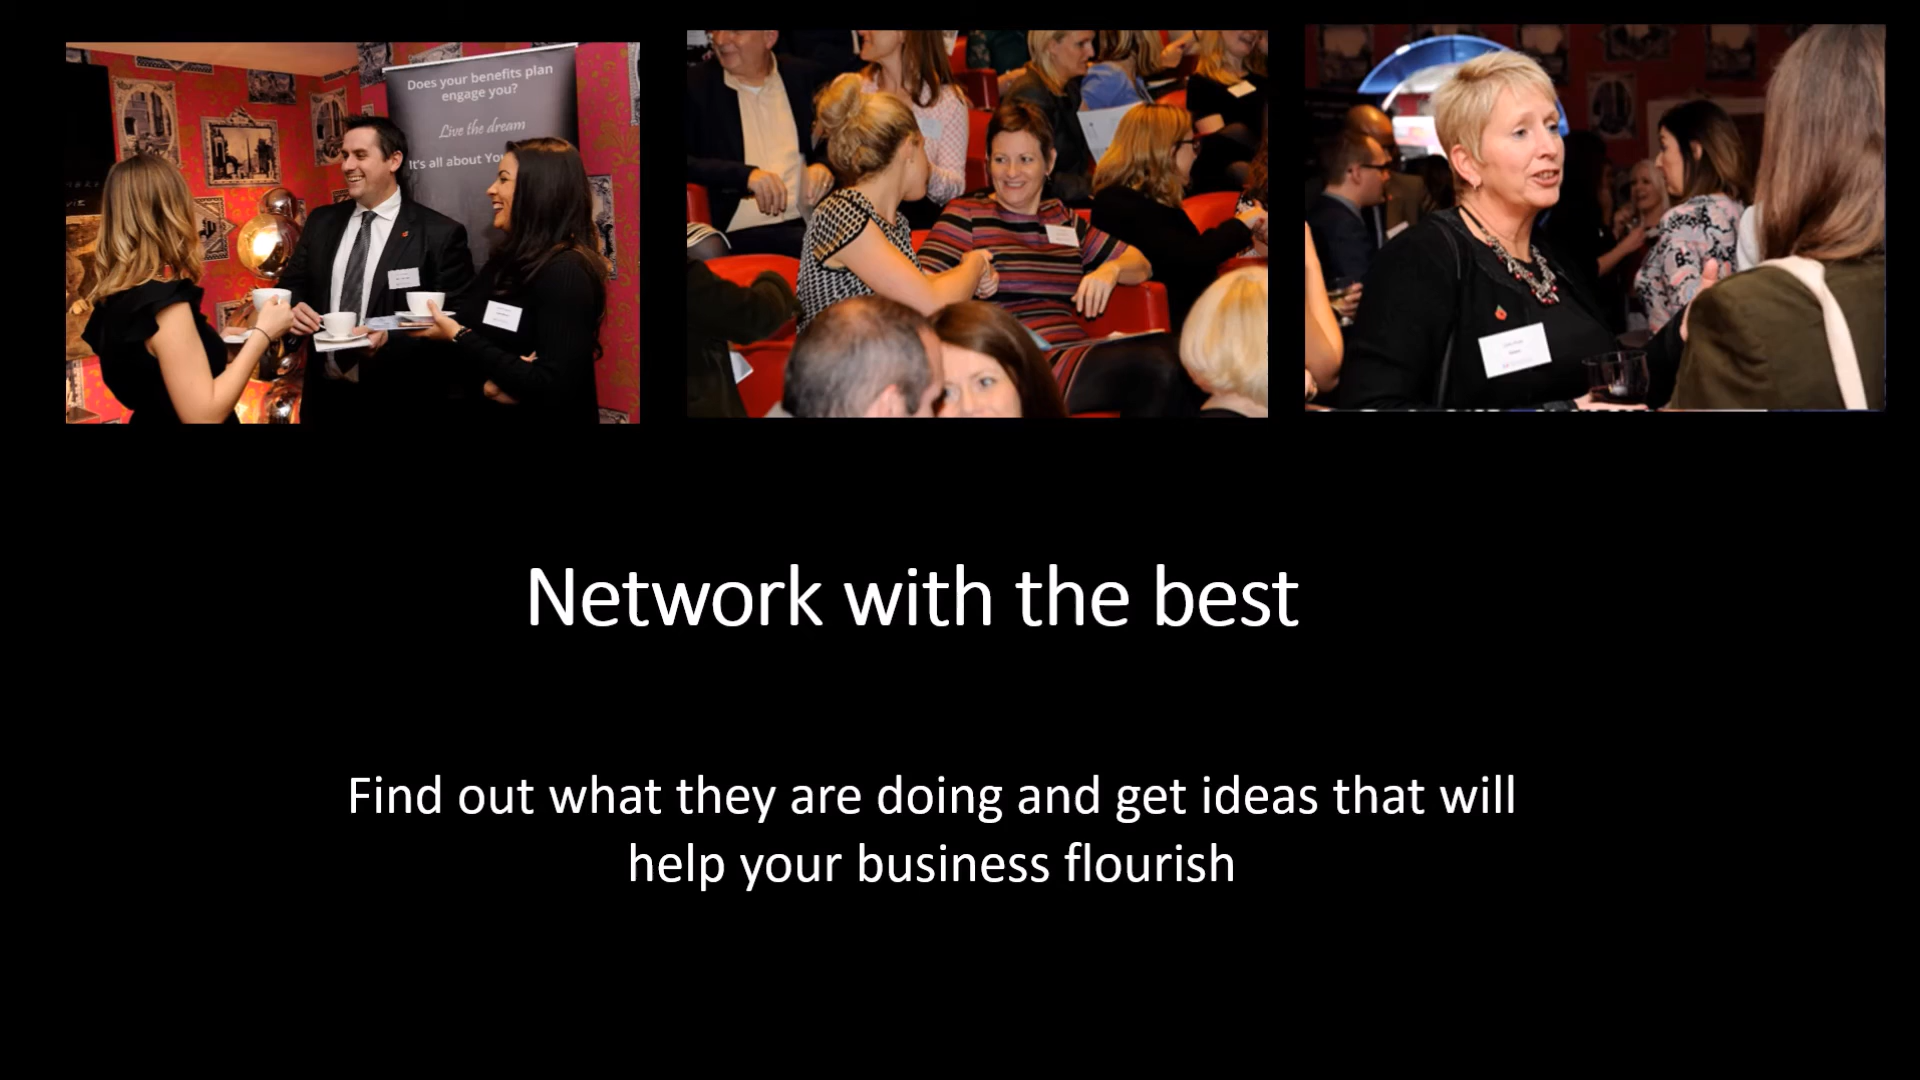 Does your benefits plan
engage you?
Live the dream
It's all about You
Network with the best
Find out what they are doing and get ideas that will
help your business flourish